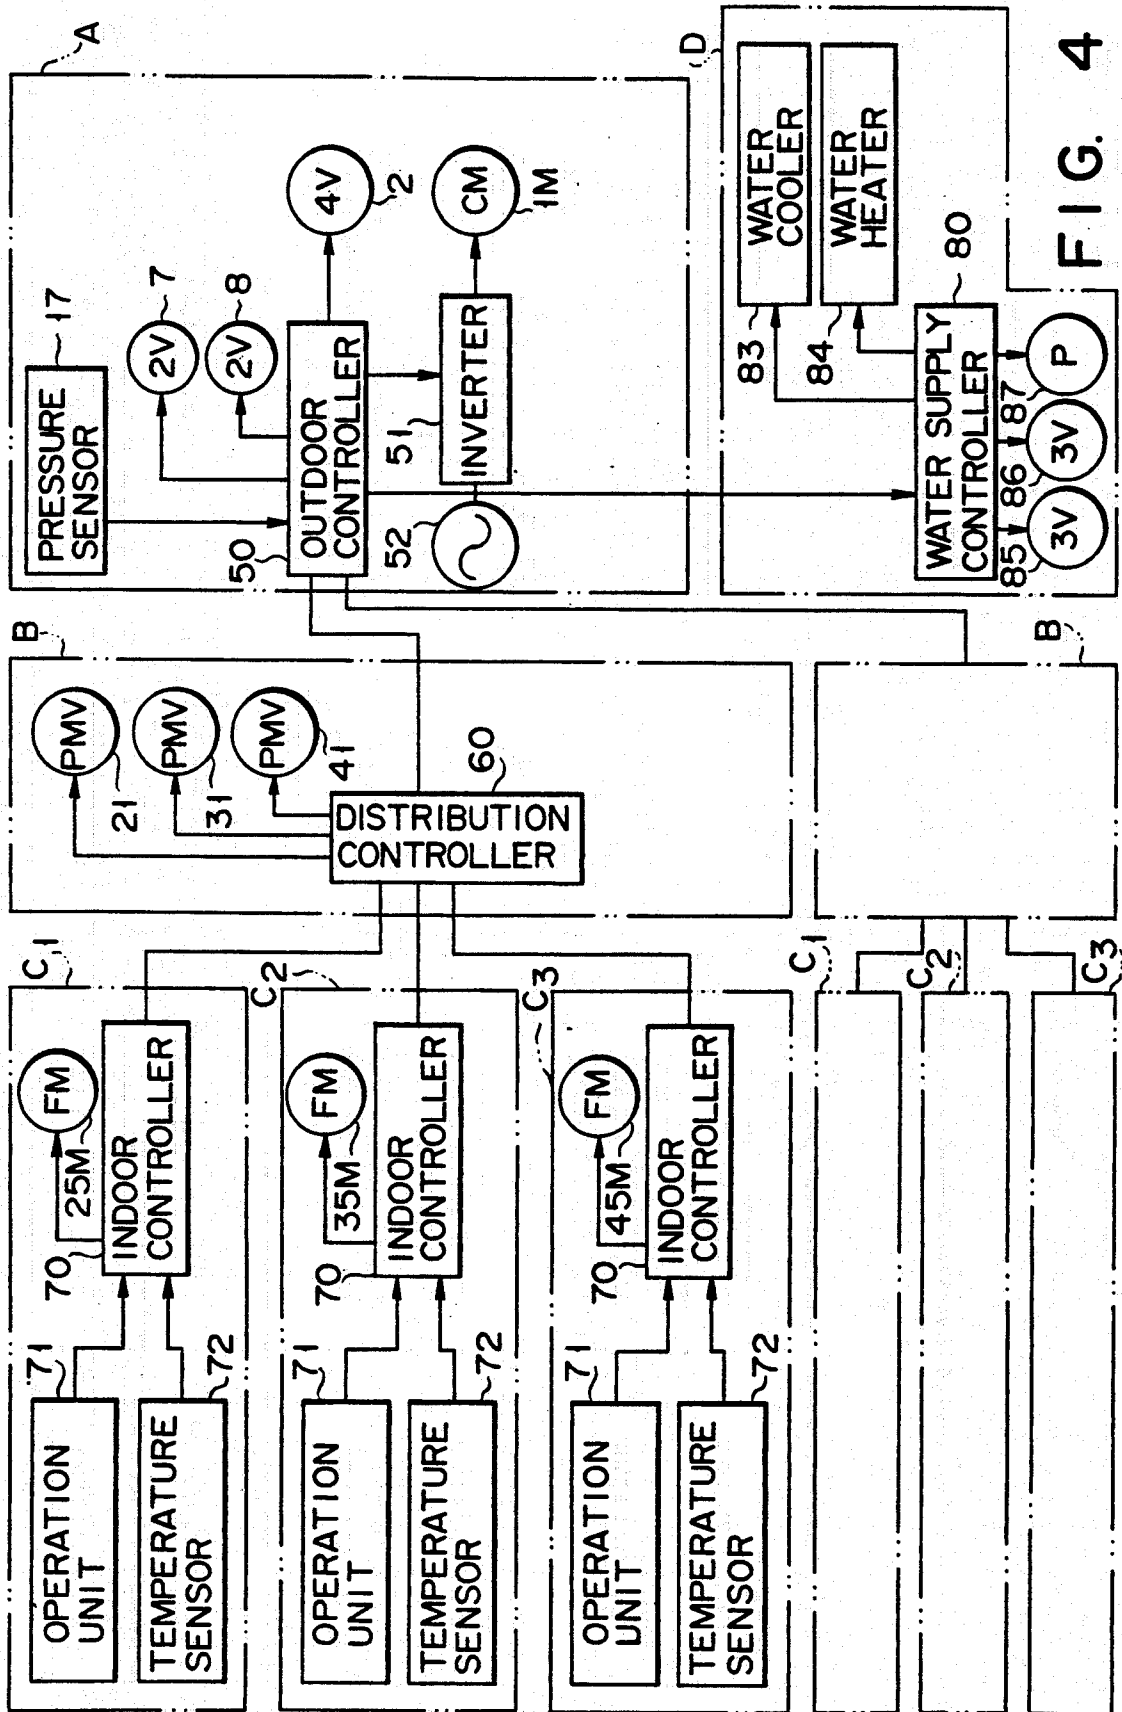 C1
OPERATION
UNIT
71
TEMPERATURE
SENSOR
72
70
INDOOR
CONTROLLER
25M
FM
C2
OPERATION
UNIT
71
TEMPERATURE
SENSOR
72
70
INDOOR
CONTROLLER
35M
FM
C3
OPERATION
UNIT
71
TEMPERATURE
SENSOR
72
70
INDOOR
CONTROLLER
45M
FM
C1
C2
C3
B
PMV
21
PMV
31
PMV
41
DISTRIBUTION
CONTROLLER
60
B
A
PRESSURE
SENSOR
17
2V
7
2V
8
50
OUTDOOR
CONTROLLER
4V
2
51
INVERTER
CM
1M
52
D
WATER
COOLER
83
WATER
HEATER
84
WATER SUPPLY
CONTROLLER
80
85
3V
86
3V
87
P
FIG. 4